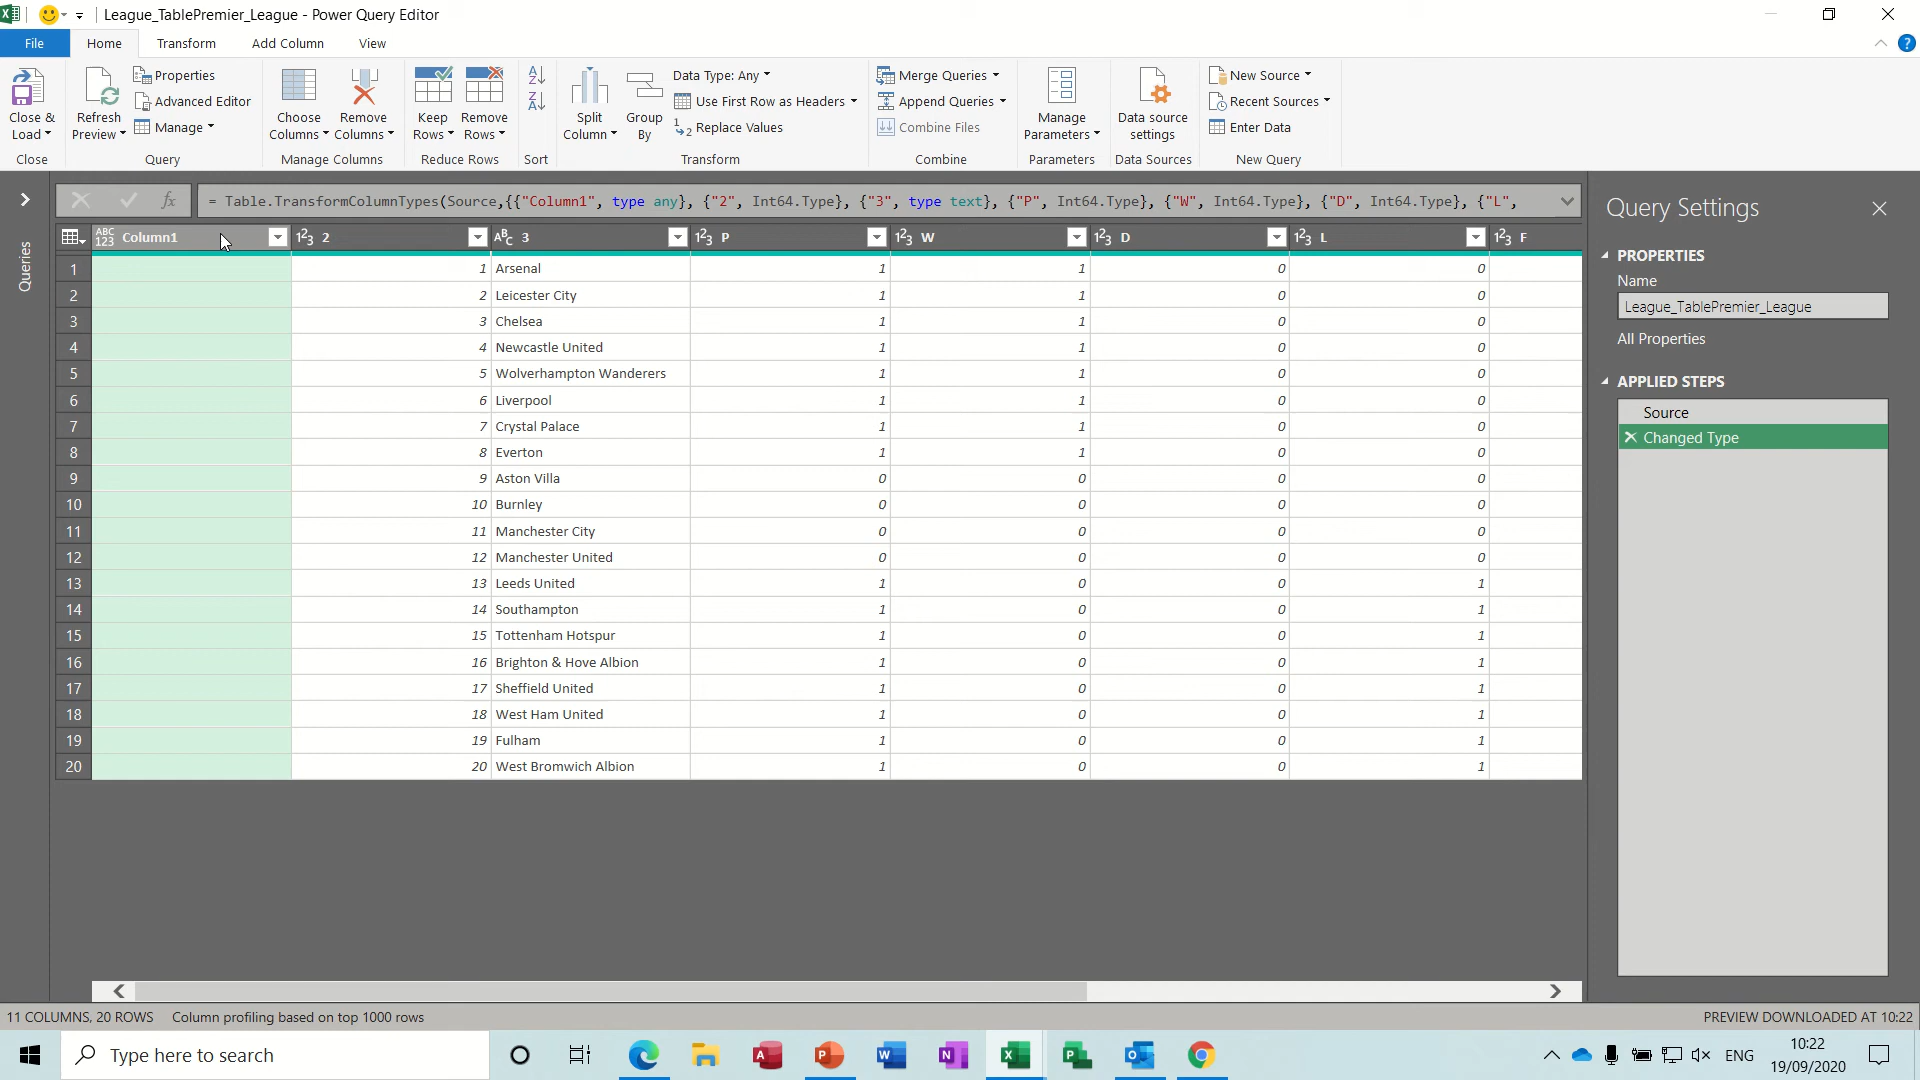 League_TablePremier_League - Power Query Editor
File Home Transform Add Column View
Close & Load
Close
Refresh Preview
Properties
Advanced Editor
Manage
Query
Choose Columns
Remove Columns
Manage Columns
Keep Rows
Remove Rows
Reduce Rows
Sort
Split Column
Group By
Data Type: Any
Use First Row as Headers
Replace Values
Transform
Merge Queries
Append Queries
Combine Files
Combine
Manage Parameters
Parameters
Data source settings
Data Sources
New Source
Recent Sources
Enter Data
New Query
Queries
= Table.TransformColumnTypes(Source,{{"Column1", type any}, {"2", Int64.Type}, {"3", type text}, {"P", Int64.Type}, {"W", Int64.Type}, {"D", Int64.Type}, {"L",
ABC 123 Column1 123 2 ABC 3 123 P 123 W 123 D 123 L 123 F
1 1 Arsenal 1 1 0 0
2 2 Leicester City 1 1 0 0
3 3 Chelsea 1 1 0 0
4 4 Newcastle United 1 1 0 0
5 5 Wolverhampton Wanderers 1 1 0 0
6 6 Liverpool 1 1 0 0
7 7 Crystal Palace 1 1 0 0
8 8 Everton 1 1 0 0
9 9 Aston Villa 0 0 0 0
10 10 Burnley 0 0 0 0
11 11 Manchester City 0 0 0 0
12 12 Manchester United 0 0 0 0
13 13 Leeds United 1 0 0 1
14 14 Southampton 1 0 0 1
15 15 Tottenham Hotspur 1 0 0 1
16 16 Brighton & Hove Albion 1 0 0 1
17 17 Sheffield United 1 0 0 1
18 18 West Ham United 1 0 0 1
19 19 Fulham 1 0 0 1
20 20 West Bromwich Albion 1 0 0 1
Query Settings
PROPERTIES
Name
League_TablePremier_League
All Properties
APPLIED STEPS
Source
Changed Type
11 COLUMNS, 20 ROWS Column profiling based on top 1000 rows PREVIEW DOWNLOADED AT 10:22
Type here to search
ENG
10:22
19/09/2020